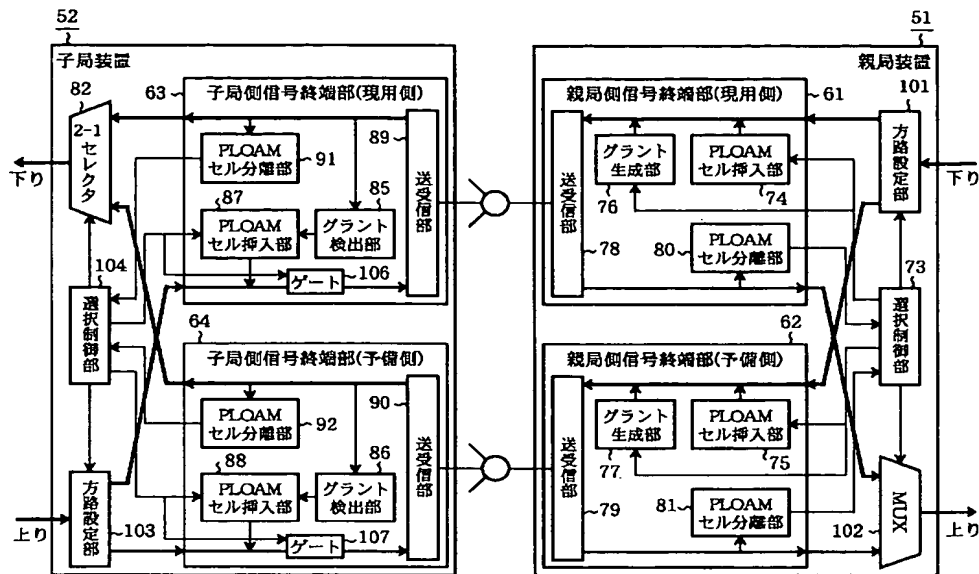 52
子局装置
82
2-1
セレクタ
下り
104
選択制御部
上り
方路設定部
103
63
子局側信号終端部(現用側)
89
PLOAM
セル分離部
91
87
85
PLOAM
セル挿入部
グラント
検出部
ゲート
106
送受信部
64
子局側信号終端部(予備側)
90
PLOAM
セル分離部
92
88
86
PLOAM
セル挿入部
グラント
検出部
ゲート
107
送受信部
51
親局装置
親局側信号終端部(現用側)
61
101
方路設定部
下り
グラント
生成部
76
PLOAM
セル挿入部
74
送受信部
78
80
PLOAM
セル分離部
73
選択制御部
62
親局側信号終端部(予備側)
グラント
生成部
77
PLOAM
セル挿入部
75
送受信部
79
81
PLOAM
セル分離部
102
MUX
上り